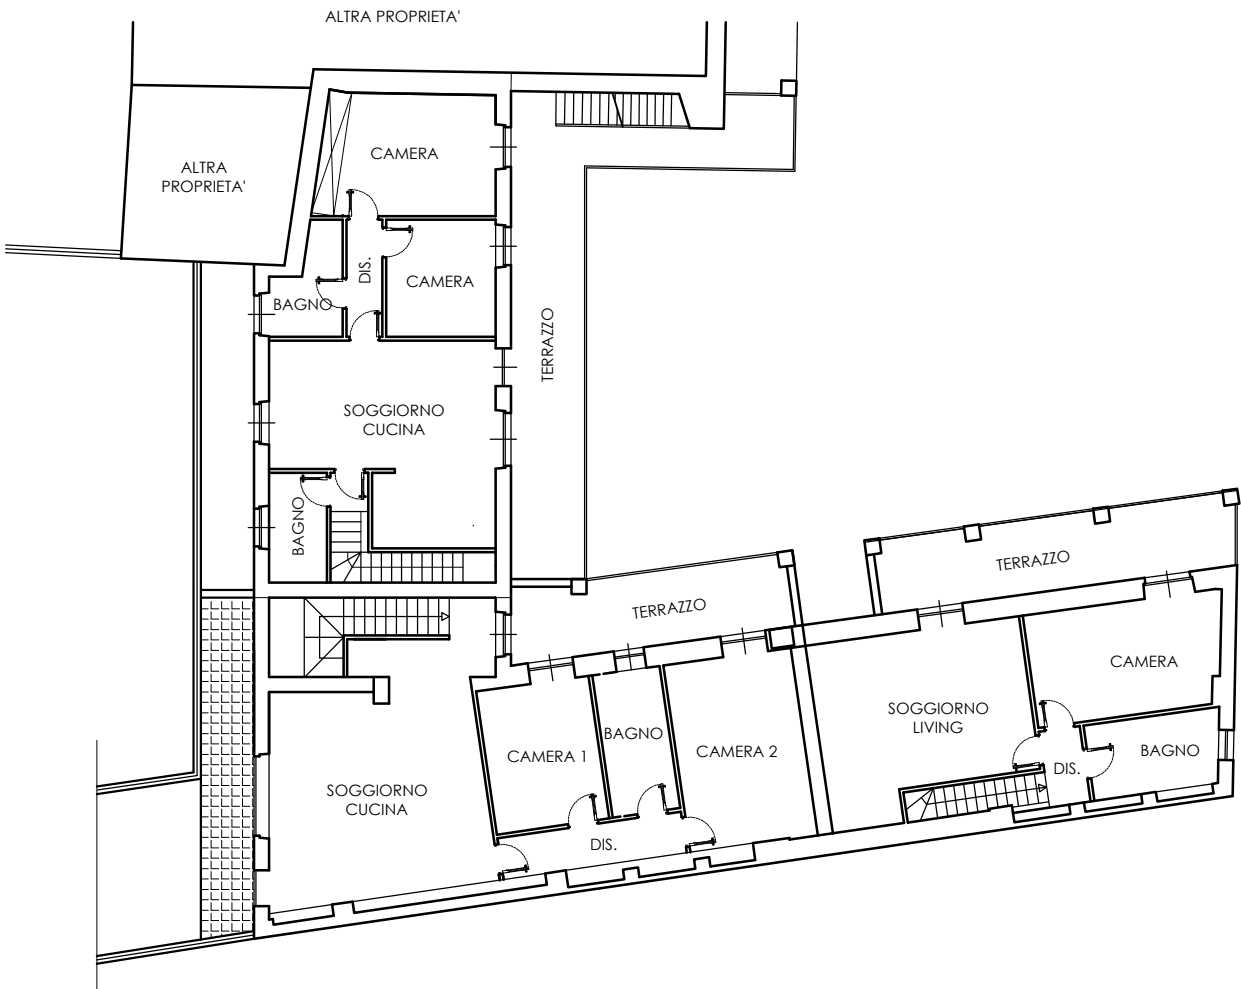 ALTRA PROPRIETA'
ALTRA
PROPRIETA'
CAMERA
DIS.
CAMERA
BAGNO
TERRAZZO
SOGGIORNO
CUCINA
BAGNO
TERRAZZO
TERRAZZO
CAMERA
SOGGIORNO
LIVING
BAGNO
DIS.
BAGNO
CAMERA 1
CAMERA 2
SOGGIORNO
CUCINA
DIS.